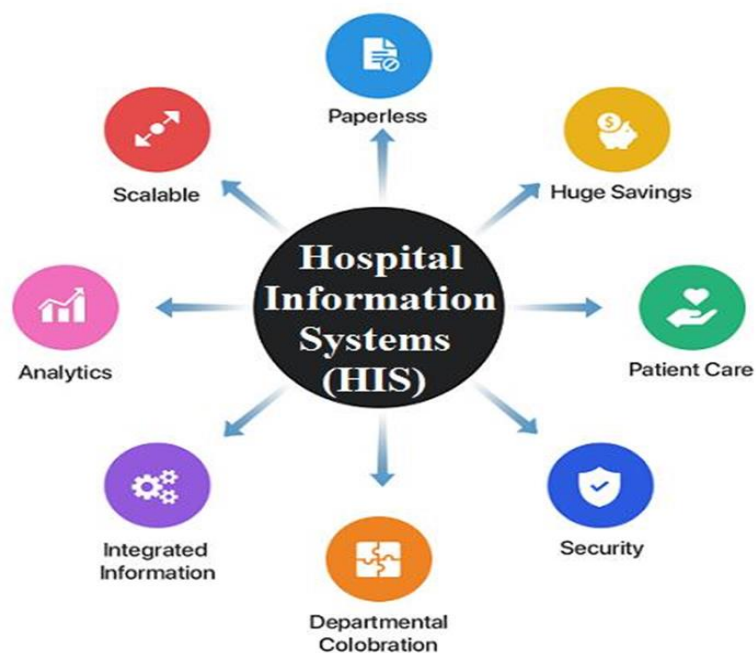 Paperless
Scalable
Huge Savings
Hospital
Information
Systems
(HIS)
Analytics
Patient Care
Integrated
Information
Security
Departmental
Colobration